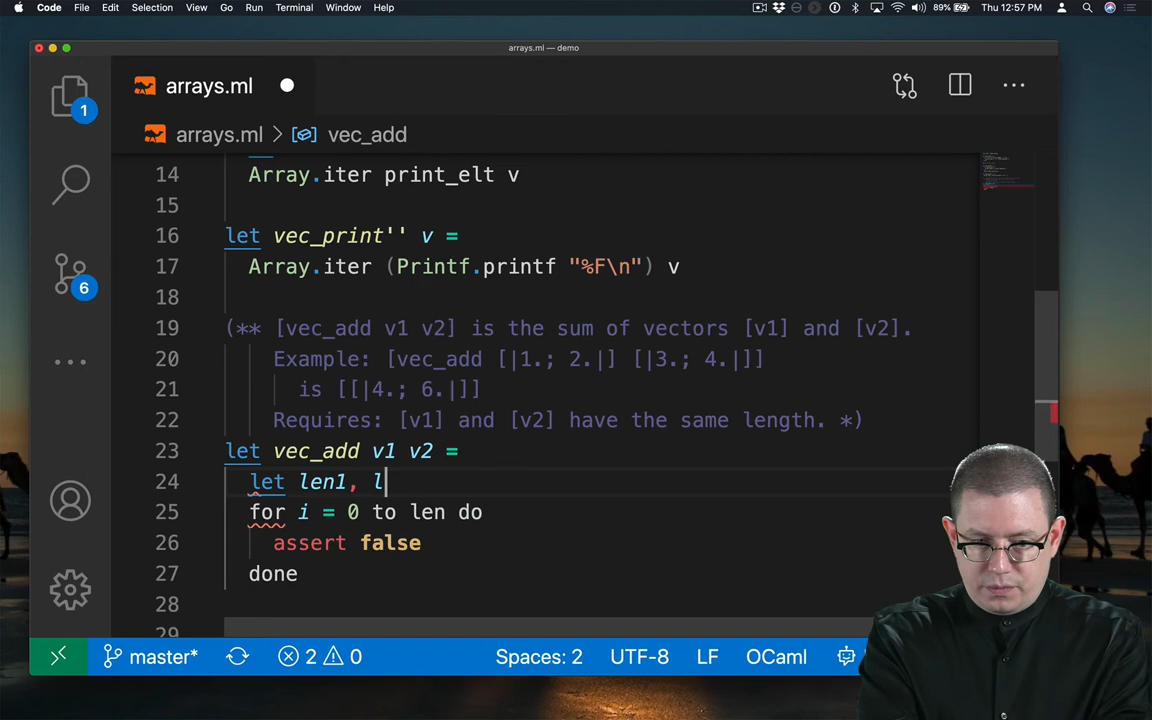 Code File Edit Selection View Go Run Terminal Window Help 89% Thu 12:57 PM
arrays.ml — demo
arrays.ml
1
arrays.ml > vec_add
14 Array.iter print_elt v
15
16 let vec_print'' v =
17 Array.iter (Printf.printf "%F\n") v
6
18
19 (** [vec_add v1 v2] is the sum of vectors [v1] and [v2].
20 Example: [vec_add [|1.; 2.|] [|3.; 4.|]]
21 is [[|4.; 6.|]]
22 Requires: [v1] and [v2] have the same length. *)
23 let vec_add v1 v2 =
24 let len1, l
25 for i = 0 to len do
26 assert false
27 done
28
29
master* 2 0 Spaces: 2 UTF-8 LF OCaml